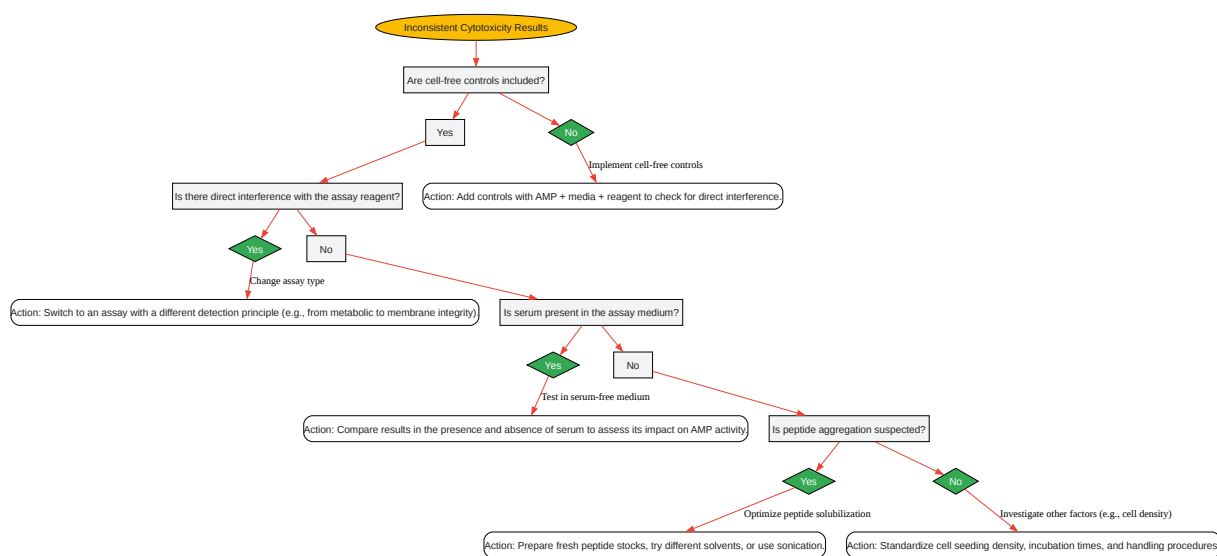 Inconsistent Cytotoxicity Results
Are cell-free controls included?
Yes
No
Implement cell-free controls
Is there direct interference with the assay reagent?
Action: Add controls with AMP + media + reagent to check for direct interference.
Yes
No
Change assay type
Action: Switch to an assay with a different detection principle (e.g., from metabolic to membrane integrity).
Is serum present in the assay medium?
Yes
No
Test in serum-free medium
Action: Compare results in the presence and absence of serum to assess its impact on AMP activity.
Is peptide aggregation suspected?
Yes
No
Optimize peptide solubilization
Investigate other factors (e.g., cell density)
Action: Prepare fresh peptide stocks, try different solvents, or use sonication.
Action: Standardize cell seeding density, incubation times, and handling procedures